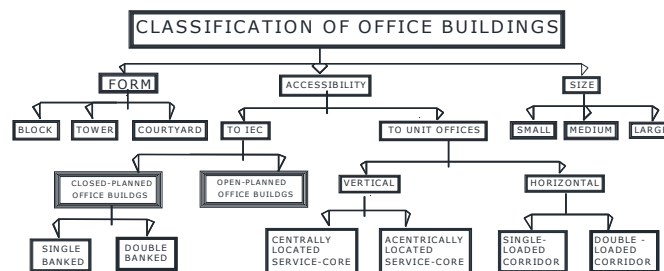 CLASSIFICATION OF OFFICE BUILDINGS
FORM
ACCESSIBILITY
SIZE
BLOCK
TOWER
COURTYARD
TO IEC
TO UNIT OFFICES
SMALL
MEDIUM
LARGE
CLOSED-PLANNED
OFFICE BUILDGS
OPEN-PLANNED
OFFICE BUILDGS
VERTICAL
HORIZONTAL
SINGLE
BANKED
DOUBLE
BANKED
CENTRALLY
LOCATED
SERVICE-CORE
ACENTRICALLY
LOCATED
SERVICE-CORE
SINGLE-
LOADED
CORRIDOR
DOUBLE -
LOADED
CORRIDOR